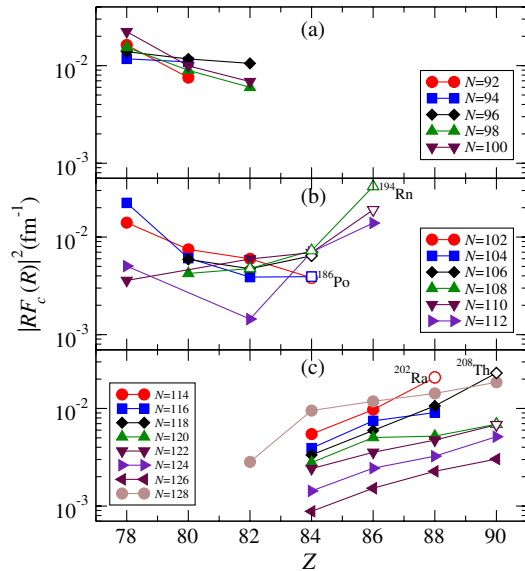 (a)
10⁻²
10⁻³
N=92
N=94
N=96
N=98
N=100
|RF_c(R)|²(fm⁻¹)
(b)
¹⁹⁴Rn
¹⁸⁶Po
10⁻²
10⁻³
N=102
N=104
N=106
N=108
N=110
N=112
(c)
²⁰²Ra
²⁰⁸Th
10⁻²
10⁻³
N=114
N=116
N=118
N=120
N=122
N=124
N=126
N=128
78 80 82 84 86 88 90
Z